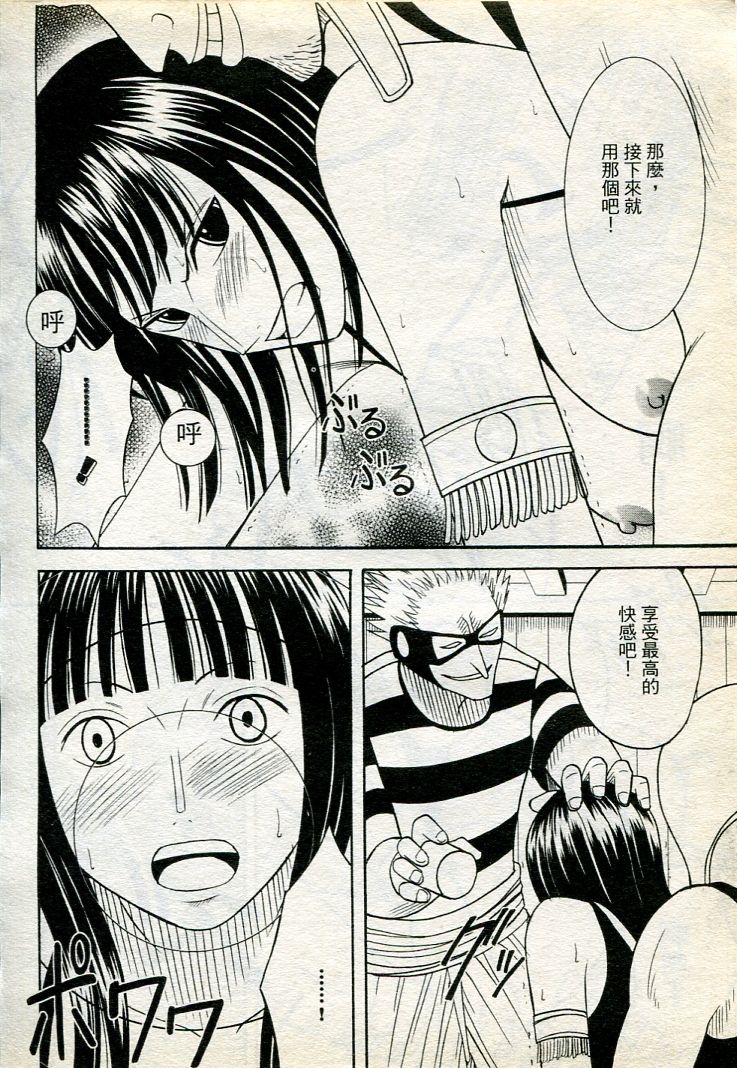 那麼，
接下來就
用那個吧！
ぶる
ぶる
呼
呼
………！
享受最高的
快感吧！
グッ
………！
ポワワ